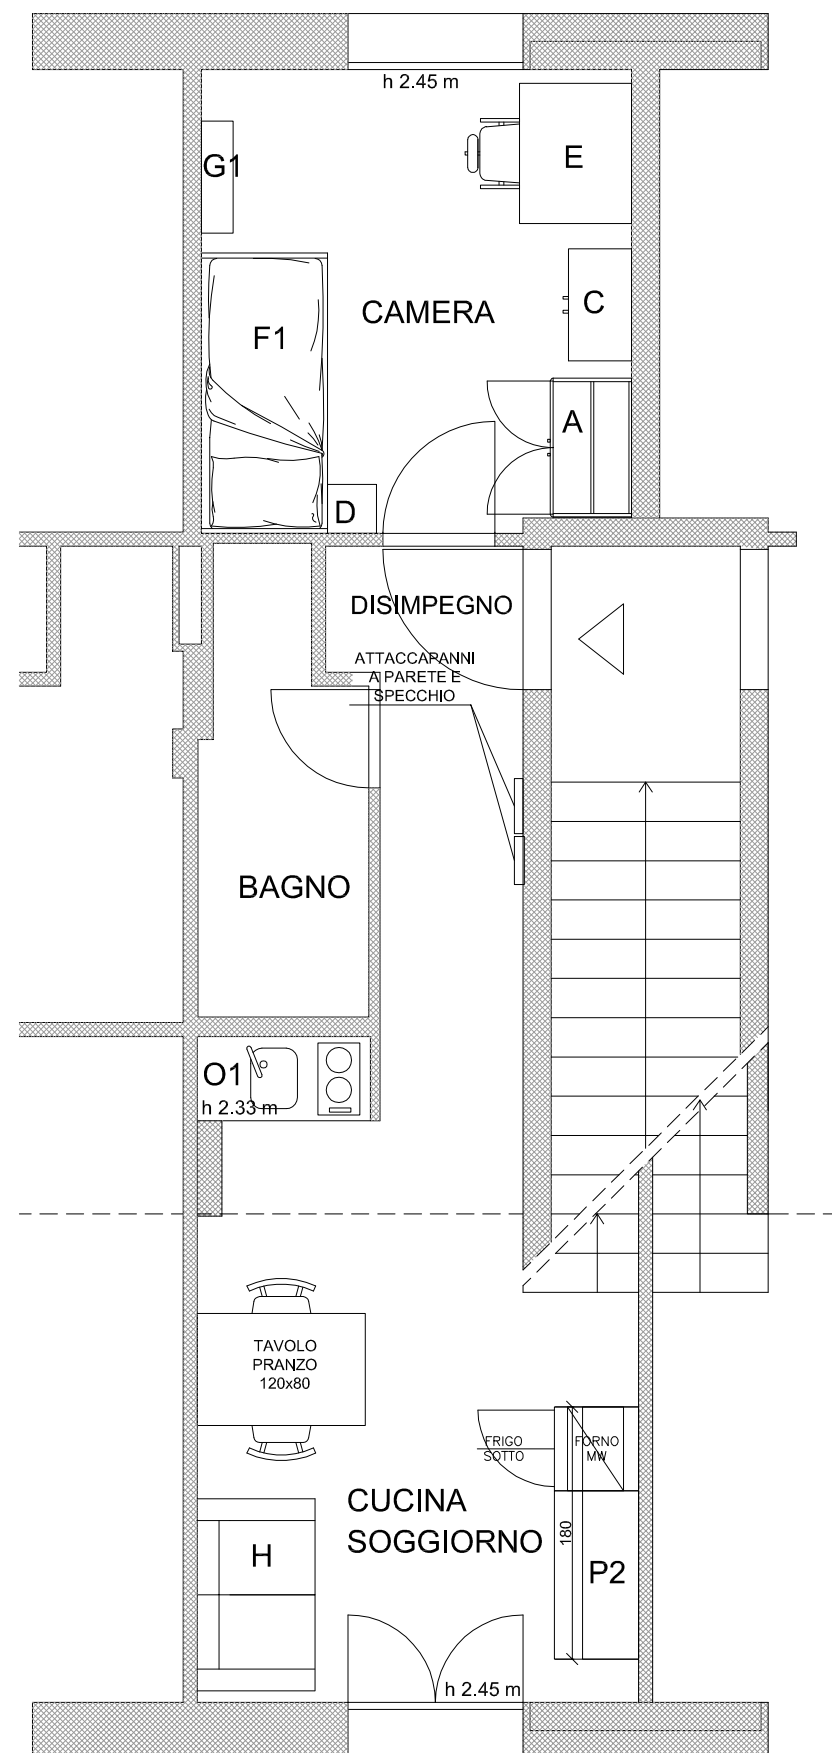 h 2.45 m
G1
E
C
CAMERA
F1
A
D
DISIMPEGNO
ATTACCAPANNI
A PARETE E
SPECCHIO
BAGNO
O1
h 2.33 m
TAVOLO
PRANZO
120x80
FRIGO
SOTTO
FORNO
MW
CUCINA
SOGGIORNO
180
H
P2
h 2.45 m